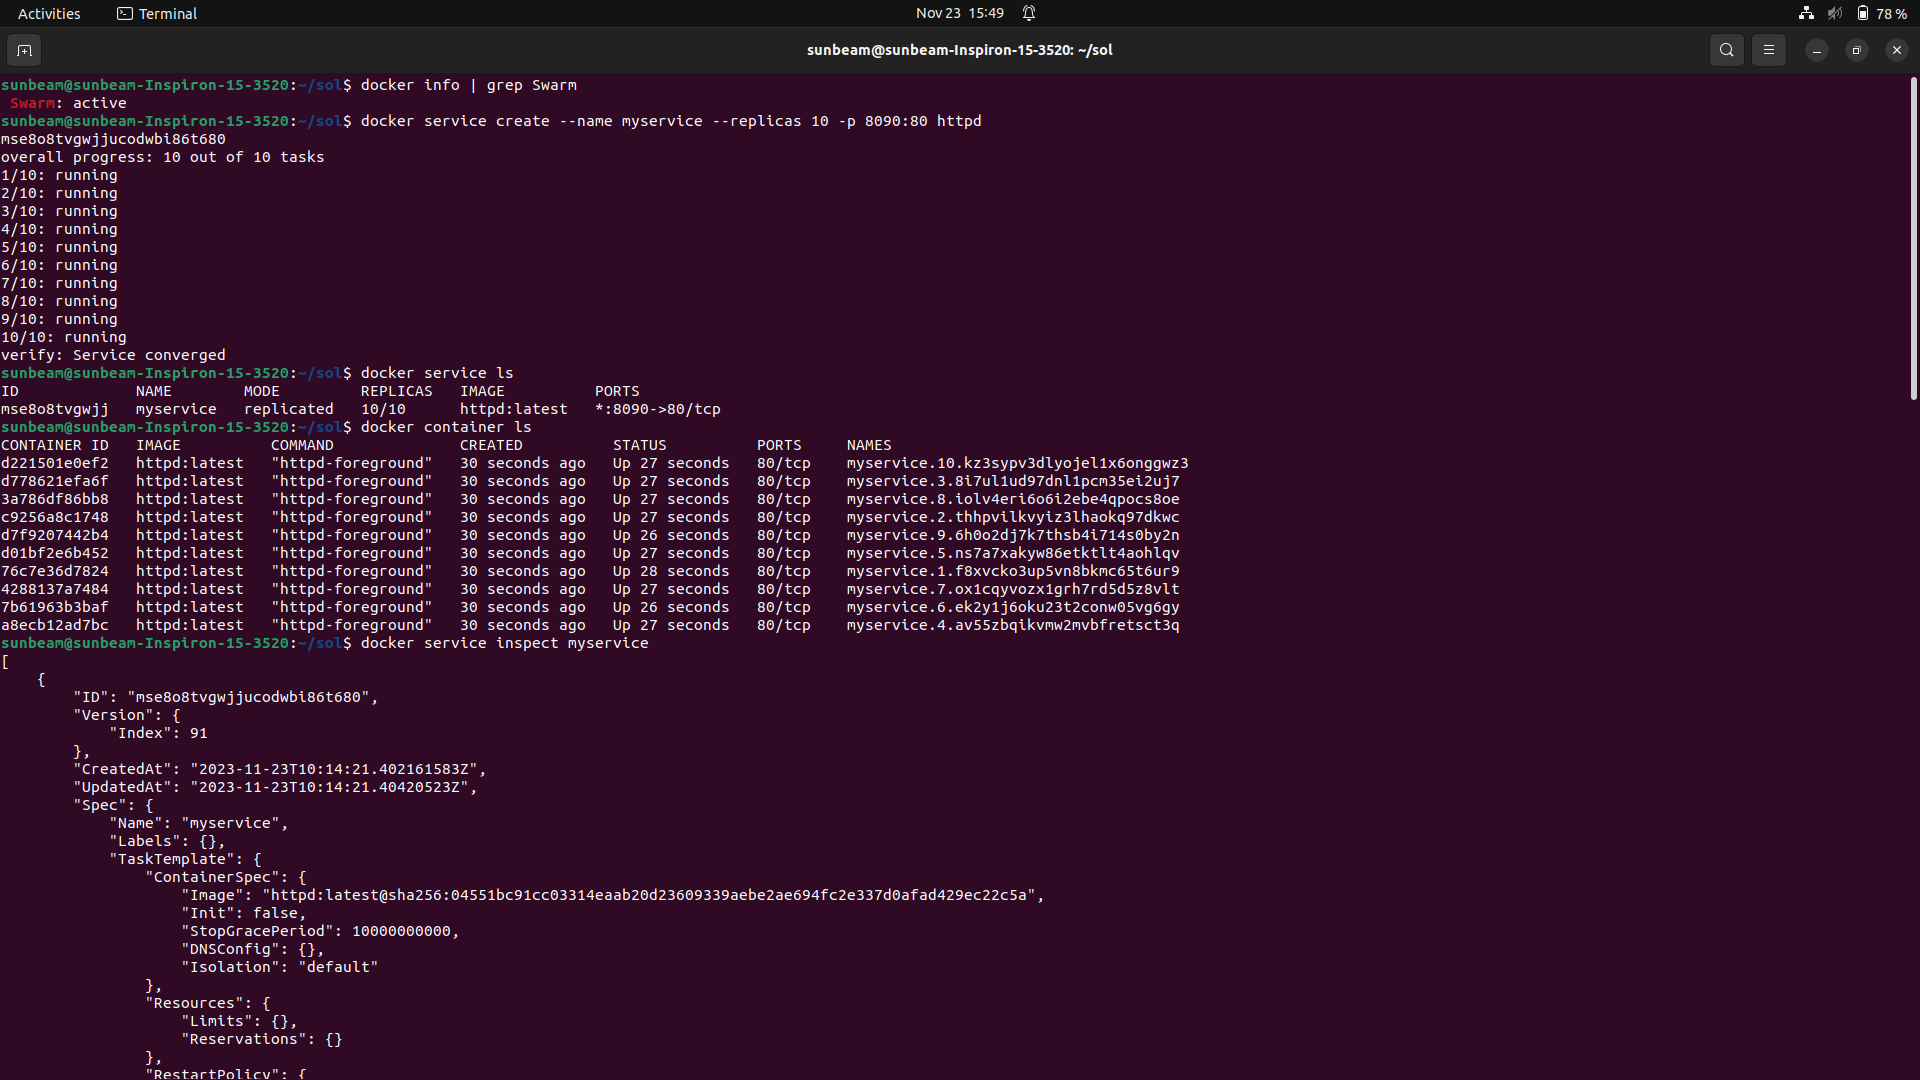 Activities Terminal Nov 23 15:49 78 %
sunbeam@sunbeam-Inspiron-15-3520: ~/sol
sunbeam@sunbeam-Inspiron-15-3520:~/sol$ docker info | grep Swarm
 Swarm: active
sunbeam@sunbeam-Inspiron-15-3520:~/sol$ docker service create --name myservice --replicas 10 -p 8090:80 httpd
mse8o8tvgwjjucodwbi86t680
overall progress: 10 out of 10 tasks
1/10: running
2/10: running
3/10: running
4/10: running
5/10: running
6/10: running
7/10: running
8/10: running
9/10: running
10/10: running
verify: Service converged
sunbeam@sunbeam-Inspiron-15-3520:~/sol$ docker service ls
ID             NAME        MODE         REPLICAS   IMAGE          PORTS
mse8o8tvgwjj   myservice   replicated   10/10      httpd:latest   *:8090->80/tcp
sunbeam@sunbeam-Inspiron-15-3520:~/sol$ docker container ls
CONTAINER ID   IMAGE          COMMAND              CREATED          STATUS          PORTS     NAMES
d221501e0ef2   httpd:latest   "httpd-foreground"   30 seconds ago   Up 27 seconds   80/tcp    myservice.10.kz3sypv3dlyojel1x6onggwz3
d778621efa6f   httpd:latest   "httpd-foreground"   30 seconds ago   Up 27 seconds   80/tcp    myservice.3.8i7ul1ud97dnl1pcm35ei2uj7
3a786df86bb8   httpd:latest   "httpd-foreground"   30 seconds ago   Up 27 seconds   80/tcp    myservice.8.iolv4eri6o6i2ebe4qpocs8oe
c9256a8c1748   httpd:latest   "httpd-foreground"   30 seconds ago   Up 27 seconds   80/tcp    myservice.2.thhpvilkvyiz3lhaokq97dkwc
d7f9207442b4   httpd:latest   "httpd-foreground"   30 seconds ago   Up 26 seconds   80/tcp    myservice.9.6h0o2dj7k7thsb4i714s0by2n
d01bf2e6b452   httpd:latest   "httpd-foreground"   30 seconds ago   Up 27 seconds   80/tcp    myservice.5.ns7a7xakyw86etktlt4aohlqv
76c7e36d7824   httpd:latest   "httpd-foreground"   30 seconds ago   Up 28 seconds   80/tcp    myservice.1.f8xvcko3up5vn8bkmc65t6ur9
4288137a7484   httpd:latest   "httpd-foreground"   30 seconds ago   Up 27 seconds   80/tcp    myservice.7.ox1cqyvozx1grh7rd5d5z8vlt
7b61963b3baf   httpd:latest   "httpd-foreground"   30 seconds ago   Up 26 seconds   80/tcp    myservice.6.ek2y1j6oku23t2conw05vg6gy
a8ecb12ad7bc   httpd:latest   "httpd-foreground"   30 seconds ago   Up 27 seconds   80/tcp    myservice.4.av55zbqikvmw2mvbfretsct3q
sunbeam@sunbeam-Inspiron-15-3520:~/sol$ docker service inspect myservice
[
    {
        "ID": "mse8o8tvgwjjucodwbi86t680",
        "Version": {
            "Index": 91
        },
        "CreatedAt": "2023-11-23T10:14:21.402161583Z",
        "UpdatedAt": "2023-11-23T10:14:21.40420523Z",
        "Spec": {
            "Name": "myservice",
            "Labels": {},
            "TaskTemplate": {
                "ContainerSpec": {
                    "Image": "httpd:latest@sha256:04551bc91cc03314eaab20d23609339aebe2ae694fc2e337d0afad429ec22c5a",
                    "Init": false,
                    "StopGracePeriod": 10000000000,
                    "DNSConfig": {},
                    "Isolation": "default"
                },
                "Resources": {
                    "Limits": {},
                    "Reservations": {}
                },
                "RestartPolicy": {